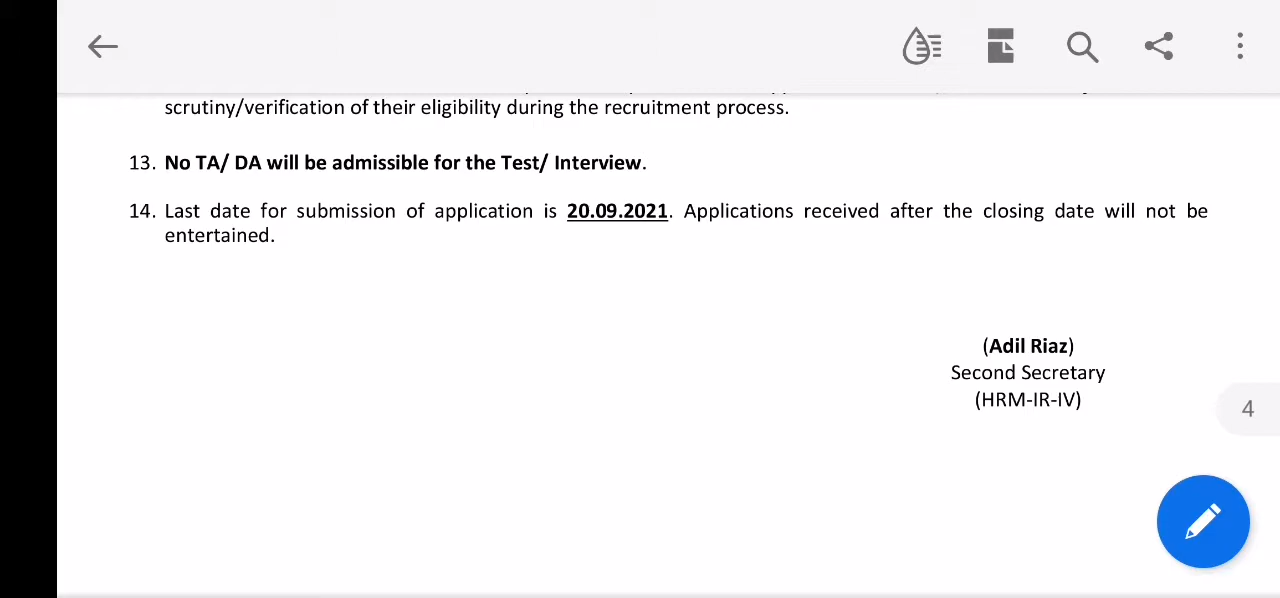 scrutiny/verification of their eligibility during the recruitment process.
13. No TA/ DA will be admissible for the Test/ Interview.
14. Last date for submission of application is 20.09.2021. Applications received after the closing date will not be
entertained.
(Adil Riaz)
Second Secretary
(HRM-IR-IV)
4